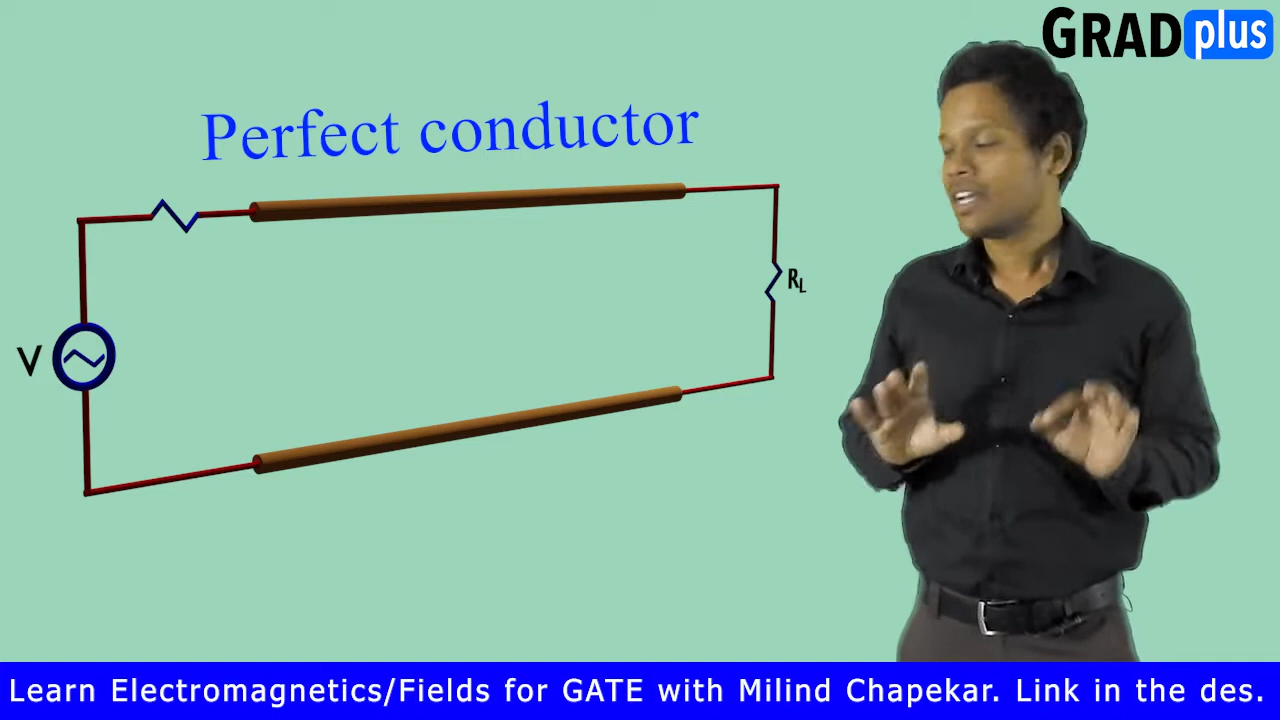 GRADplus
Perfect conductor
RL
V
Learn Electromagnetics/Fields for GATE with Milind Chapekar. Link in the des.